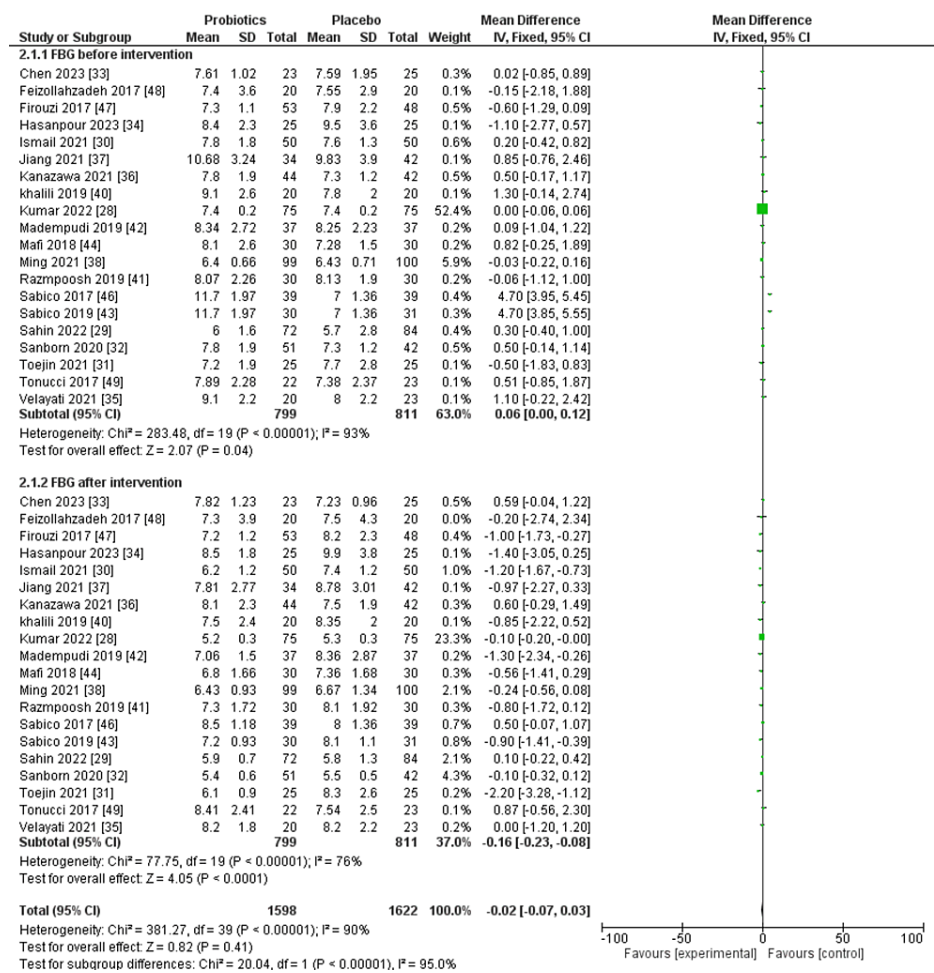 Probiotics Placebo Mean Difference Mean Difference
Study or Subgroup Mean SD Total Mean SD Total Weight IV, Fixed, 95% CI IV, Fixed, 95% CI
2.1.1 FBG before intervention
Chen 2023 [33] 7.61 1.02 23 7.59 1.95 25 0.3% 0.02 [-0.85, 0.89]
Feizollahzadeh 2017 [48] 7.4 3.6 20 7.55 2.9 20 0.1% -0.15 [-2.18, 1.88]
Firouzi 2017 [47] 7.3 1.1 53 7.9 2.2 48 0.5% -0.60 [-1.29, 0.09]
Hasanpour 2023 [34] 8.4 2.3 25 9.5 3.6 25 0.1% -1.10 [-2.77, 0.57]
Ismail 2021 [30] 7.8 1.8 50 7.6 1.3 50 0.6% 0.20 [-0.42, 0.82]
Jiang 2021 [37] 10.68 3.24 34 9.83 3.9 42 0.1% 0.85 [-0.76, 2.46]
Kanazawa 2021 [36] 7.8 1.9 44 7.3 1.2 42 0.5% 0.50 [-0.17, 1.17]
khalili 2019 [40] 9.1 2.6 20 7.8 2 20 0.1% 1.30 [-0.14, 2.74]
Kumar 2022 [28] 7.4 0.2 75 7.4 0.2 75 52.4% 0.00 [-0.06, 0.06]
Madempudi 2019 [42] 8.34 2.72 37 8.25 2.23 37 0.2% 0.09 [-1.04, 1.22]
Mafi 2018 [44] 8.1 2.6 30 7.28 1.5 30 0.2% 0.82 [-0.25, 1.89]
Ming 2021 [38] 6.4 0.66 99 6.43 0.71 100 5.9% -0.03 [-0.22, 0.16]
Razmpoosh 2019 [41] 8.07 2.26 30 8.13 1.9 30 0.2% -0.06 [-1.12, 1.00]
Sabico 2017 [46] 11.7 1.97 39 7 1.36 39 0.4% 4.70 [3.95, 5.45]
Sabico 2019 [43] 11.7 1.97 30 7 1.36 31 0.3% 4.70 [3.85, 5.55]
Sahin 2022 [29] 6 1.6 72 5.7 2.8 84 0.5% 0.30 [-0.40, 1.00]
Sanborn 2020 [32] 7.8 1.9 51 7.3 1.2 42 0.5% 0.50 [-0.14, 1.14]
Toejin 2021 [31] 7.2 1.9 25 7.7 2.8 25 0.1% -0.50 [-1.83, 0.83]
Tonucci 2017 [49] 7.89 2.28 22 7.38 2.37 23 0.1% 0.51 [-0.85, 1.87]
Velayati 2021 [35] 9.1 2.2 20 8 2.2 23 0.1% 1.10 [-0.22, 2.42]
Subtotal (95% CI) 799 811 63.0% 0.06 [0.00, 0.12]
Heterogeneity: Chi² = 283.48, df = 19 (P < 0.00001); I² = 93%
Test for overall effect: Z = 2.07 (P = 0.04)
2.1.2 FBG after intervention
Chen 2023 [33] 7.82 1.23 23 7.23 0.96 25 0.5% 0.59 [-0.04, 1.22]
Feizollahzadeh 2017 [48] 7.3 3.9 20 7.5 4.3 20 0.0% -0.20 [-2.74, 2.34]
Firouzi 2017 [47] 7.2 1.2 53 8.2 2.3 48 0.4% -1.00 [-1.73, -0.27]
Hasanpour 2023 [34] 8.5 1.8 25 9.9 3.8 25 0.1% -1.40 [-3.05, 0.25]
Ismail 2021 [30] 6.2 1.2 50 7.4 1.2 50 1.0% -1.20 [-1.67, -0.73]
Jiang 2021 [37] 7.81 2.77 34 8.78 3.01 42 0.1% -0.97 [-2.27, 0.33]
Kanazawa 2021 [36] 8.1 2.3 44 7.5 1.9 42 0.3% 0.60 [-0.29, 1.49]
khalili 2019 [40] 7.5 2.4 20 8.35 2 20 0.1% -0.85 [-2.22, 0.52]
Kumar 2022 [28] 5.2 0.3 75 5.3 0.3 75 23.3% -0.10 [-0.20, -0.00]
Madempudi 2019 [42] 7.06 1.5 37 8.36 2.87 37 0.2% -1.30 [-2.34, -0.26]
Mafi 2018 [44] 6.8 1.66 30 7.36 1.68 30 0.3% -0.56 [-1.41, 0.29]
Ming 2021 [38] 6.43 0.93 99 6.67 1.34 100 2.1% -0.24 [-0.56, 0.08]
Razmpoosh 2019 [41] 7.3 1.72 30 8.1 1.92 30 0.2% -0.80 [-1.72, 0.12]
Sabico 2017 [46] 8.5 1.18 39 8 1.36 39 0.7% 0.50 [-0.07, 1.07]
Sabico 2019 [43] 7.2 0.93 30 8.1 1.1 31 0.8% -0.90 [-1.41, -0.39]
Sahin 2022 [29] 5.9 0.7 72 5.8 1.3 84 2.1% 0.10 [-0.22, 0.42]
Sanborn 2020 [32] 5.4 0.6 51 5.5 0.5 42 4.3% -0.10 [-0.32, 0.12]
Toejin 2021 [31] 6.1 0.9 25 8.3 2.6 25 0.2% -2.20 [-3.28, -1.12]
Tonucci 2017 [49] 8.41 2.41 22 7.54 2.5 23 0.1% 0.87 [-0.56, 2.30]
Velayati 2021 [35] 8.2 1.8 20 8.2 2.2 23 0.2% 0.00 [-1.20, 1.20]
Subtotal (95% CI) 799 811 37.0% -0.16 [-0.23, -0.08]
Heterogeneity: Chi² = 77.75, df = 19 (P < 0.00001); I² = 76%
Test for overall effect: Z = 4.05 (P < 0.0001)
Total (95% CI) 1598 1622 100.0% -0.02 [-0.07, 0.03]
Heterogeneity: Chi² = 381.27, df = 39 (P < 0.00001); I² = 90%
Test for overall effect: Z = 0.82 (P = 0.41)
Test for subgroup differences: Chi² = 20.04, df = 1 (P < 0.00001), I² = 95.0%
-100 -50 0 50 100
Favours [experimental] Favours [control]